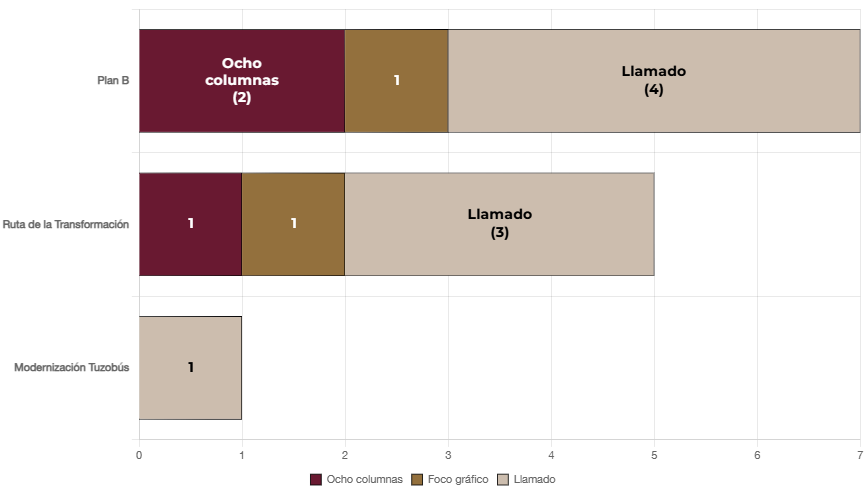 Plan B
Ocho
columnas
(2)
1
Llamado
(4)
Ruta de la Transformación
1
1
Llamado
(3)
Modernización Tuzobús
1
0 1 2 3 4 5 6 7
Ocho columnas Foco gráfico Llamado